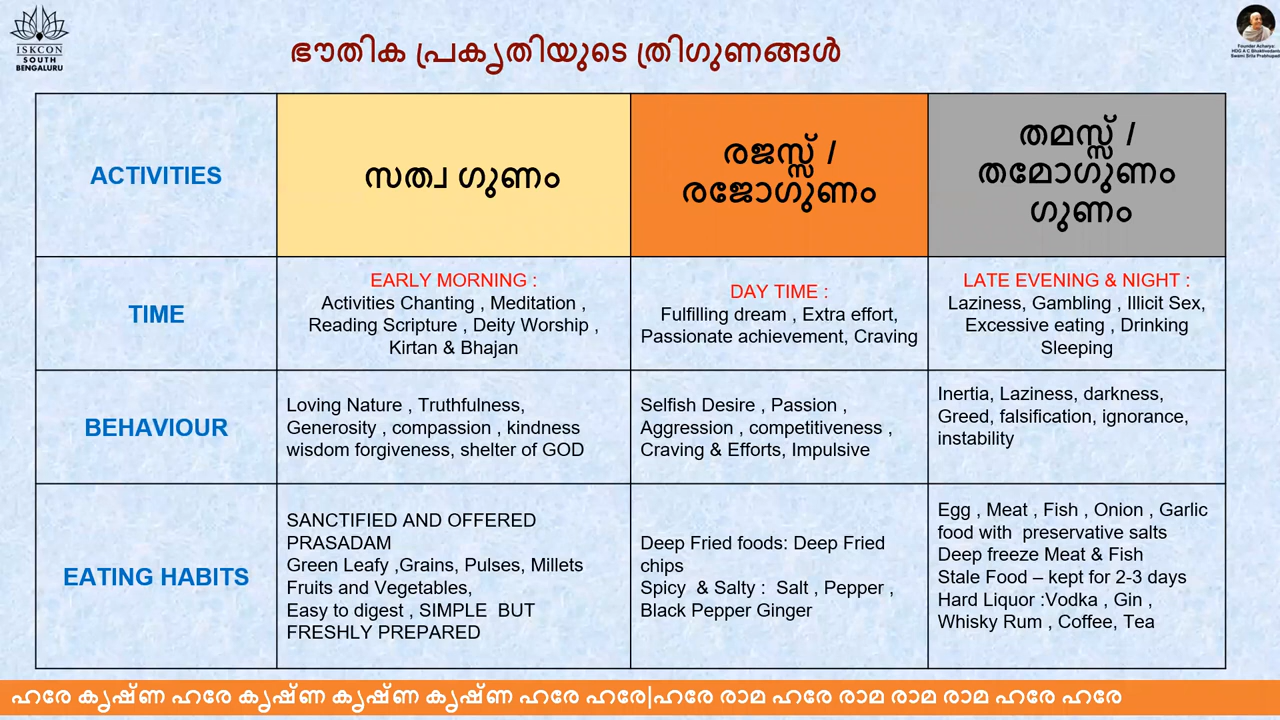 ISKCON
SOUTH
BENGALURU
ഭൗതിക പ്രകൃതിയുടെ ത്രിഗുണങ്ങൾ
Founder Acharya:
HDG A C Bhakthivedanta
Swami Srila Prabhupada
ACTIVITIES
സത്വ ഗുണം
രജസ്സ് /
രജോഗുണം
തമസ്സ് /
തമോഗുണം
ഗുണം
TIME
EARLY MORNING :
Activities Chanting , Meditation ,
Reading Scripture , Deity Worship ,
Kirtan & Bhajan
DAY TIME :
Fulfilling dream , Extra effort,
Passionate achievement, Craving
LATE EVENING & NIGHT :
Laziness, Gambling , Illicit Sex,
Excessive eating , Drinking
Sleeping
BEHAVIOUR
Loving Nature , Truthfulness,
Generosity , compassion , kindness
wisdom forgiveness, shelter of GOD
Selfish Desire , Passion ,
Aggression , competitiveness ,
Craving & Efforts, Impulsive
Inertia, Laziness, darkness,
Greed, falsification, ignorance,
instability
EATING HABITS
SANCTIFIED AND OFFERED
PRASADAM
Green Leafy ,Grains, Pulses, Millets
Fruits and Vegetables,
Easy to digest , SIMPLE BUT
FRESHLY PREPARED
Deep Fried foods: Deep Fried
chips
Spicy & Salty : Salt , Pepper ,
Black Pepper Ginger
Egg , Meat , Fish , Onion , Garlic
food with preservative salts
Deep freeze Meat & Fish
Stale Food – kept for 2-3 days
Hard Liquor :Vodka , Gin ,
Whisky Rum , Coffee, Tea
ഹരേ കൃഷ്ണ ഹരേ കൃഷ്ണ കൃഷ്ണ കൃഷ്ണ ഹരേ ഹരേ|ഹരേ രാമ ഹരേ രാമ രാമ രാമ ഹരേ ഹരേ